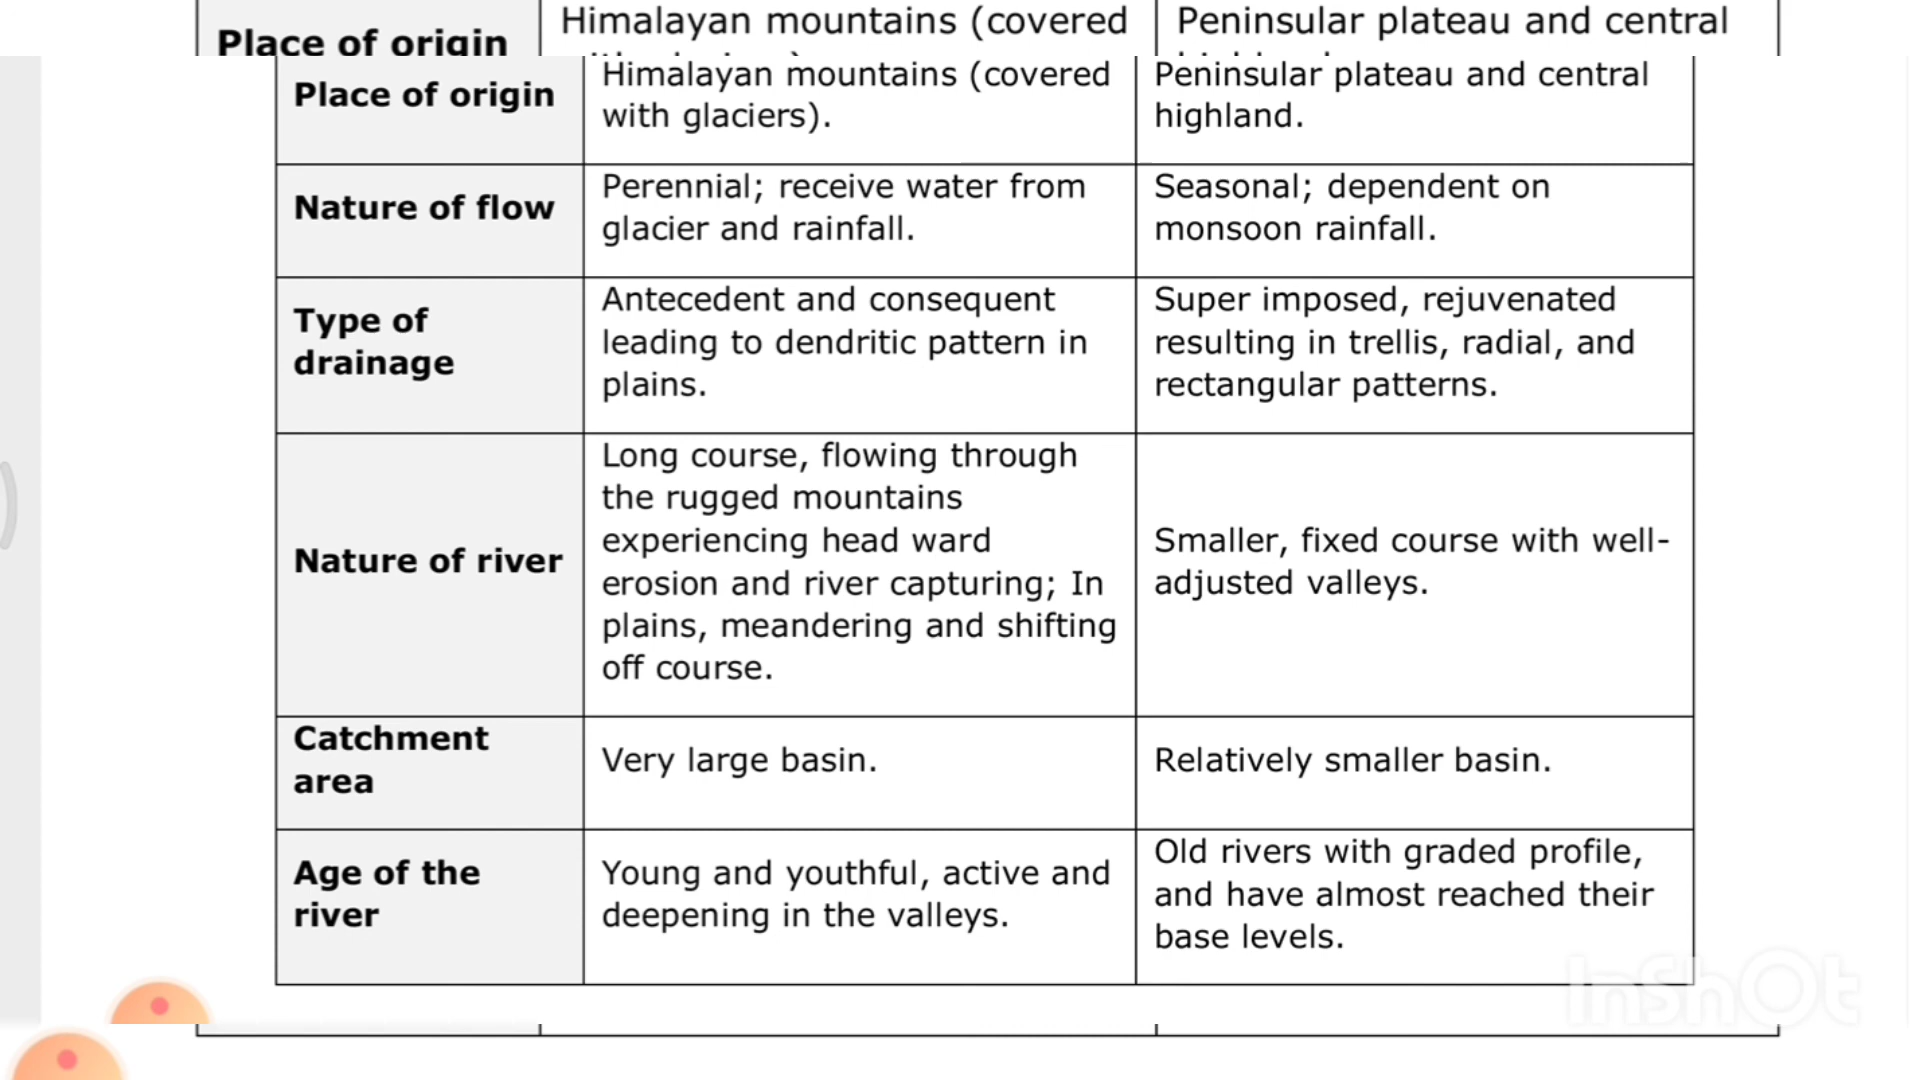 Place of origin
Himalayan mountains (covered
Peninsular plateau and central
Place of origin
Himalayan mountains (covered
with glaciers).
Peninsular plateau and central
highland.
Nature of flow
Perennial; receive water from
glacier and rainfall.
Seasonal; dependent on
monsoon rainfall.
Type of
drainage
Antecedent and consequent
leading to dendritic pattern in
plains.
Super imposed, rejuvenated
resulting in trellis, radial, and
rectangular patterns.
Nature of river
Long course, flowing through
the rugged mountains
experiencing head ward
erosion and river capturing; In
plains, meandering and shifting
off course.
Smaller, fixed course with well-
adjusted valleys.
Catchment
area
Very large basin.
Relatively smaller basin.
Age of the
river
Young and youthful, active and
deepening in the valleys.
Old rivers with graded profile,
and have almost reached their
base levels.
InShOt